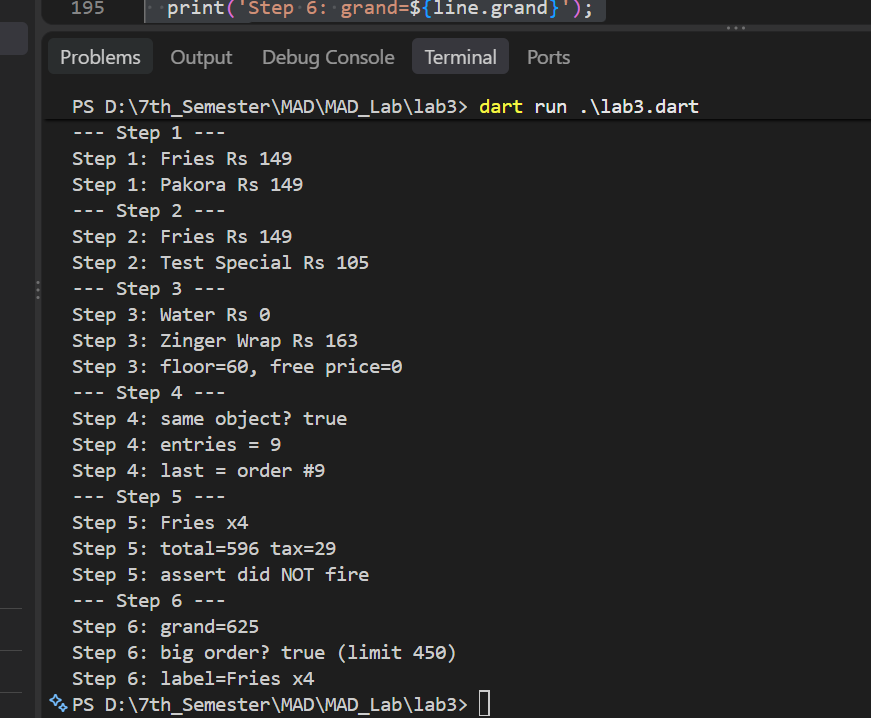 195 print('Step 6: grand=${line.grand}');
Problems Output Debug Console Terminal Ports
PS D:\7th_Semester\MAD\MAD_Lab\lab3> dart run .\lab3.dart
--- Step 1 ---
Step 1: Fries Rs 149
Step 1: Pakora Rs 149
--- Step 2 ---
Step 2: Fries Rs 149
Step 2: Test Special Rs 105
--- Step 3 ---
Step 3: Water Rs 0
Step 3: Zinger Wrap Rs 163
Step 3: floor=60, free price=0
--- Step 4 ---
Step 4: same object? true
Step 4: entries = 9
Step 4: last = order #9
--- Step 5 ---
Step 5: Fries x4
Step 5: total=596 tax=29
Step 5: assert did NOT fire
--- Step 6 ---
Step 6: grand=625
Step 6: big order? true (limit 450)
Step 6: label=Fries x4
PS D:\7th_Semester\MAD\MAD_Lab\lab3>